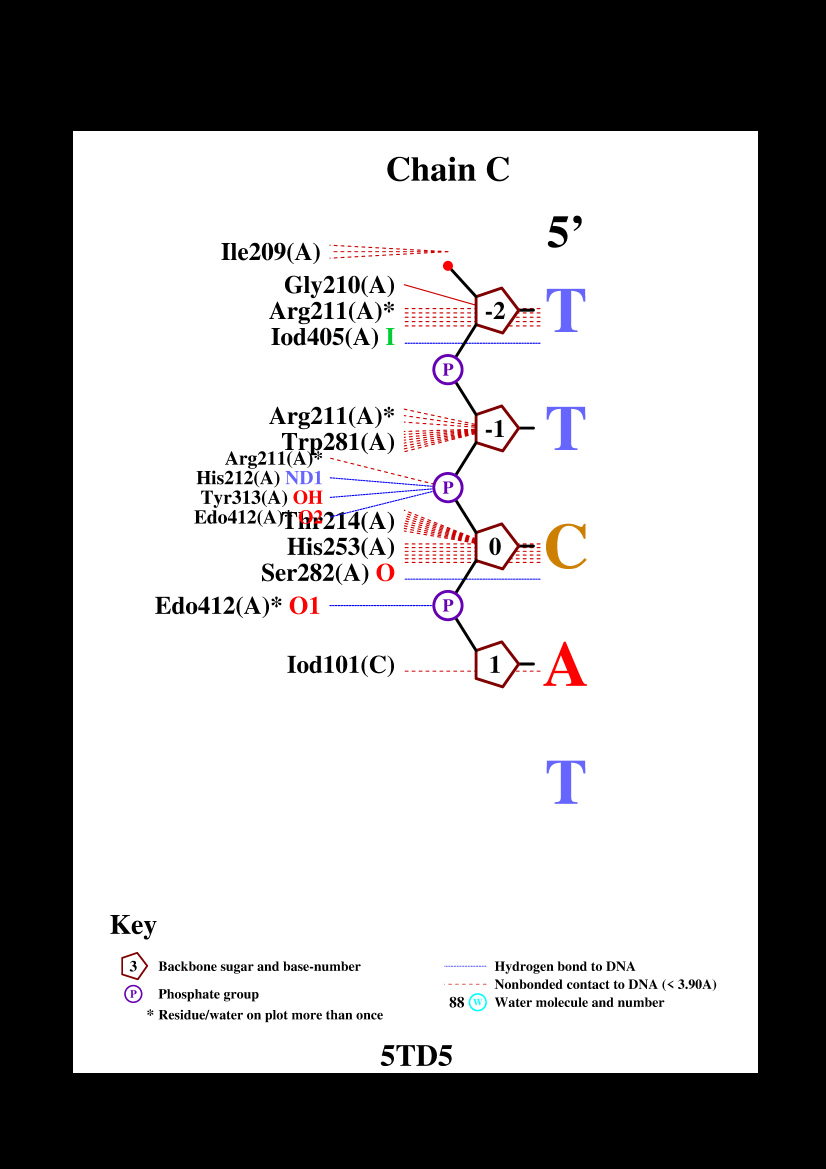 Chain C
5’
Ile209(A)
Gly210(A)
Arg211(A)* -2 T
Iod405(A) I
P
Arg211(A)* -1 T
Trp281(A)
Arg211(A)*
His212(A) ND1 P
Tyr313(A) OH
Edo412(A)* O2
Thr214(A)
His253(A) 0 C
Ser282(A) O
Edo412(A)* O1 P
Iod101(C) 1 A
T
Key
3 Backbone sugar and base-number
P Phosphate group
* Residue/water on plot more than once
Hydrogen bond to DNA
Nonbonded contact to DNA (< 3.90A)
88 W Water molecule and number
5TD5